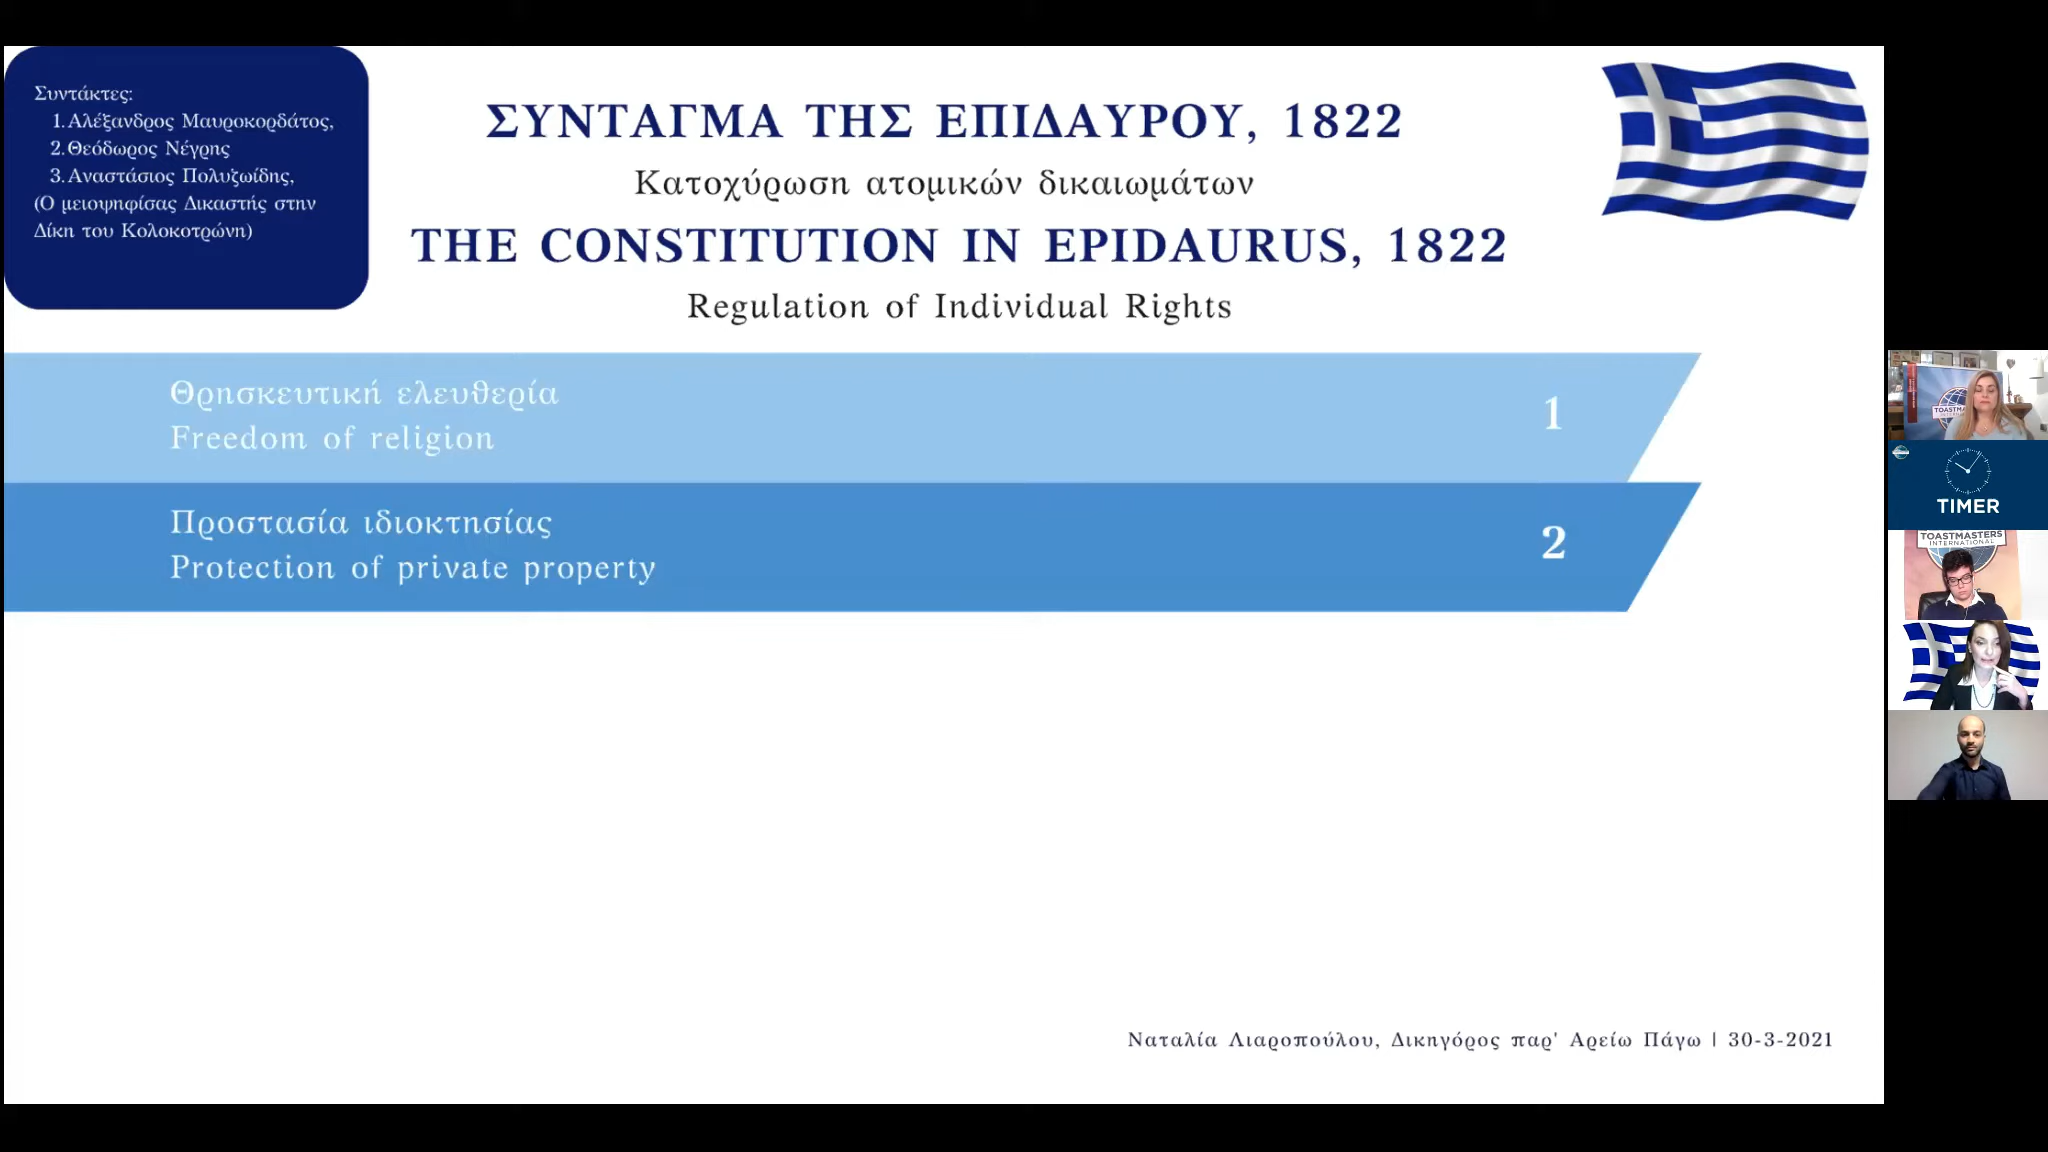 Συντάκτες:
1. Αλέξανδρος Μαυροκορδάτος,
2. Θεόδωρος Νέγρης
3. Αναστάσιος Πολυζωίδης,
(Ο μειοψηφίσας Δικαστής στην
Δίκη του Κολοκοτρώνη)
ΣΥΝΤΑΓΜΑ ΤΗΣ ΕΠΙΔΑΥΡΟΥ, 1822
Κατοχύρωση ατομικών δικαιωμάτων
THE CONSTITUTION IN EPIDAURUS, 1822
Regulation of Individual Rights
Θρησκευτική ελευθερία
Freedom of religion
1
Προστασία ιδιοκτησίας
Protection of private property
2
Ναταλία Λιαροπούλου, Δικηγόρος παρ' Αρείω Πάγω | 30-3-2021
TIMER
TOASTMASTERS
INTERNATIONAL